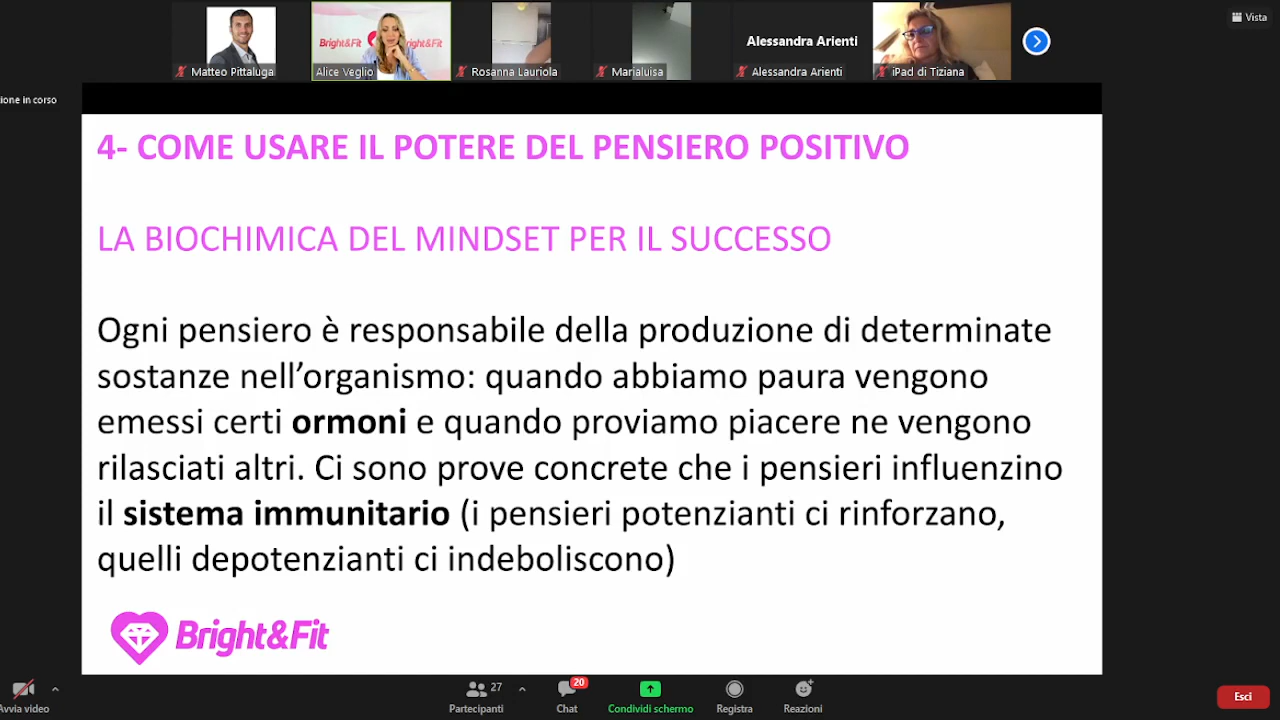 Vista
Bright&Fit
Bright&Fit
Alessandra Arienti
Matteo Pittaluga
Alice Veglio
Rosanna Lauriola
Marialuisa
Alessandra Arienti
iPad di Tiziana
ione in corso
4- COME USARE IL POTERE DEL PENSIERO POSITIVO
LA BIOCHIMICA DEL MINDSET PER IL SUCCESSO
Ogni pensiero è responsabile della produzione di determinate
sostanze nell’organismo: quando abbiamo paura vengono
emessi certi ormoni e quando proviamo piacere ne vengono
rilasciati altri. Ci sono prove concrete che i pensieri influenzino
il sistema immunitario (i pensieri potenzianti ci rinforzano,
quelli depotenzianti ci indeboliscono)
Bright&Fit
27
20
Avvia video
Partecipanti
Chat
Condividi schermo
Registra
Reazioni
Esci